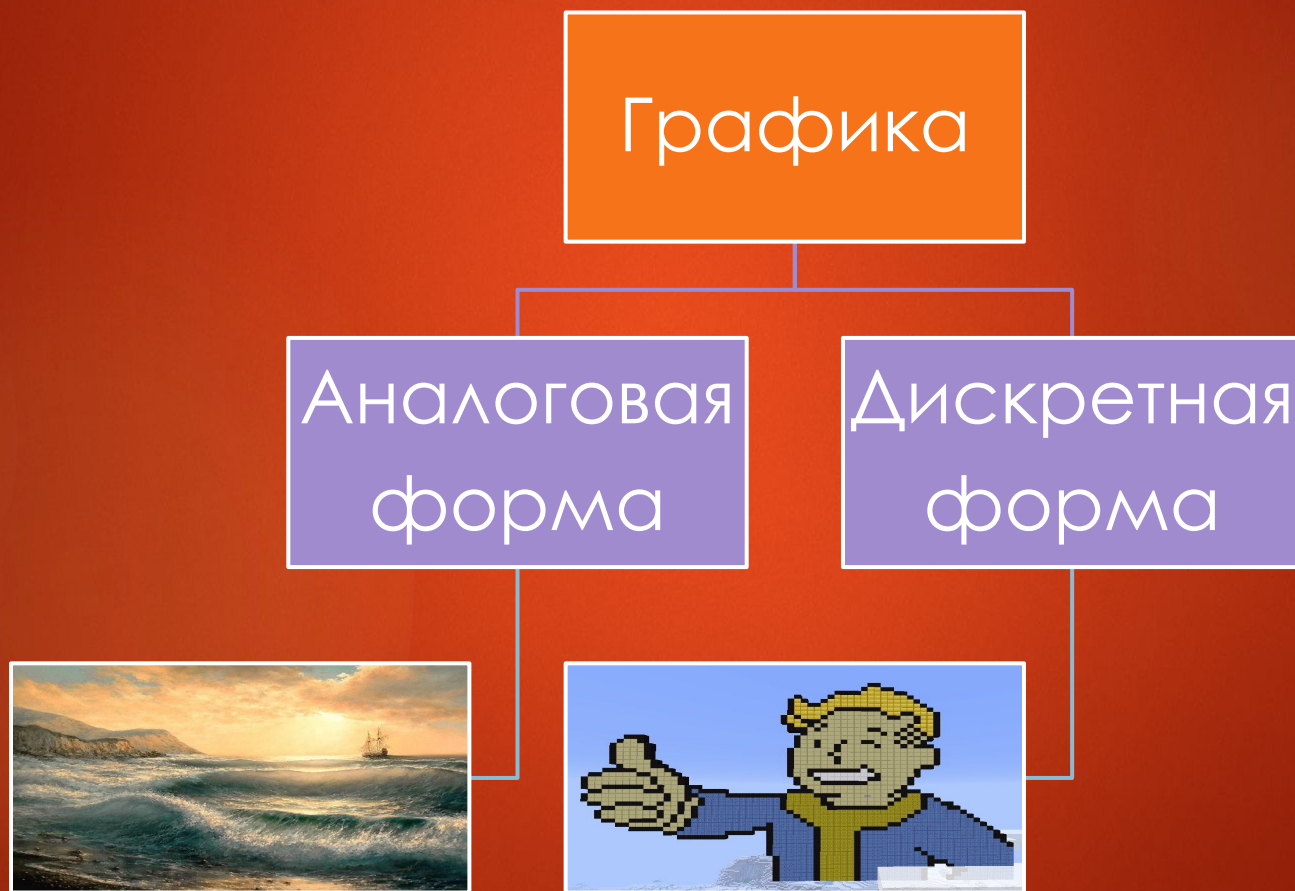 Графика
Аналоговая
форма
Дискретная
форма